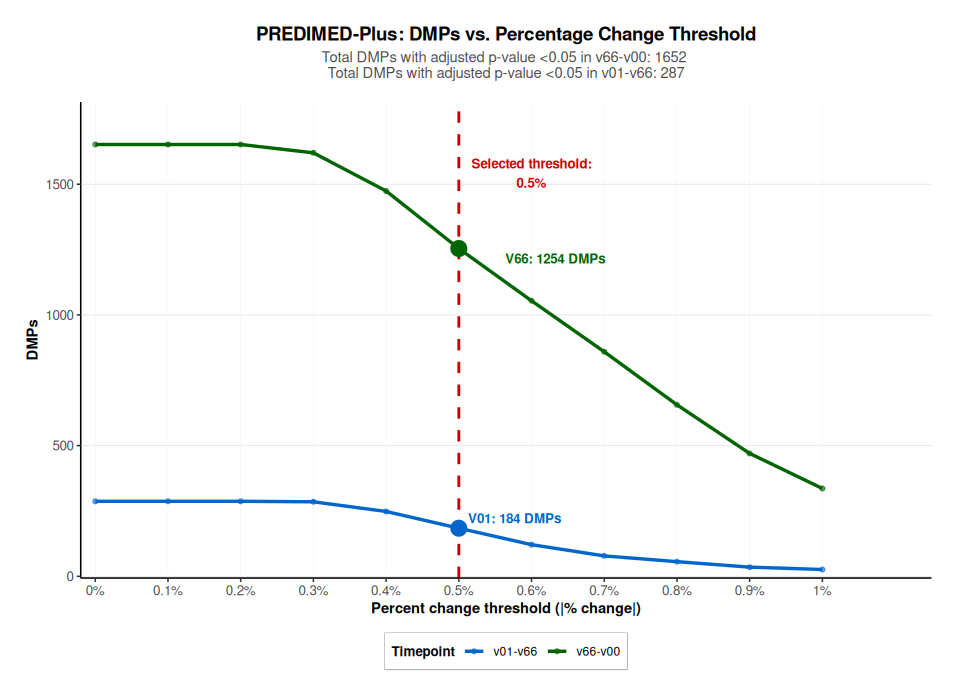 PREDIMED-Plus: DMPs vs. Percentage Change Threshold
Total DMPs with adjusted p-value <0.05 in v66-v00: 1652
Total DMPs with adjusted p-value <0.05 in v01-v66: 287
Selected threshold:
0.5%
V66: 1254 DMPs
V01: 184 DMPs
DMPs
1500
1000
500
0
0%
0.1%
0.2%
0.3%
0.4%
0.5%
0.6%
0.7%
0.8%
0.9%
1%
Percent change threshold (|% change|)
Timepoint
v01-v66
v66-v00